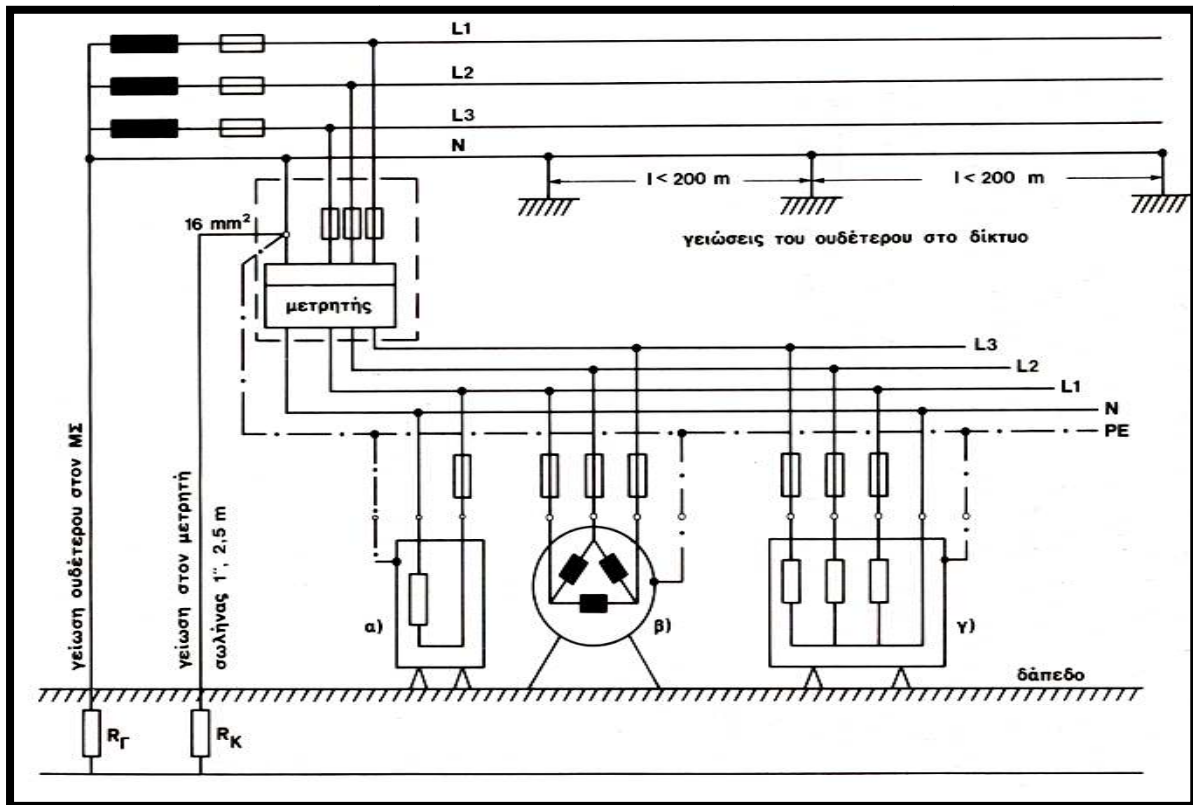 L1
L2
L3
N
l < 200 m
l < 200 m
16 mm²
γειώσεις του ουδέτερου στο δίκτυο
μετρητής
L3
L2
L1
N
PE
γείωση ουδέτερου στον ΜΣ
γείωση στον μετρητή
σωλήνας 1", 2,5 m
α)
β)
γ)
δάπεδο
RΓ
RK